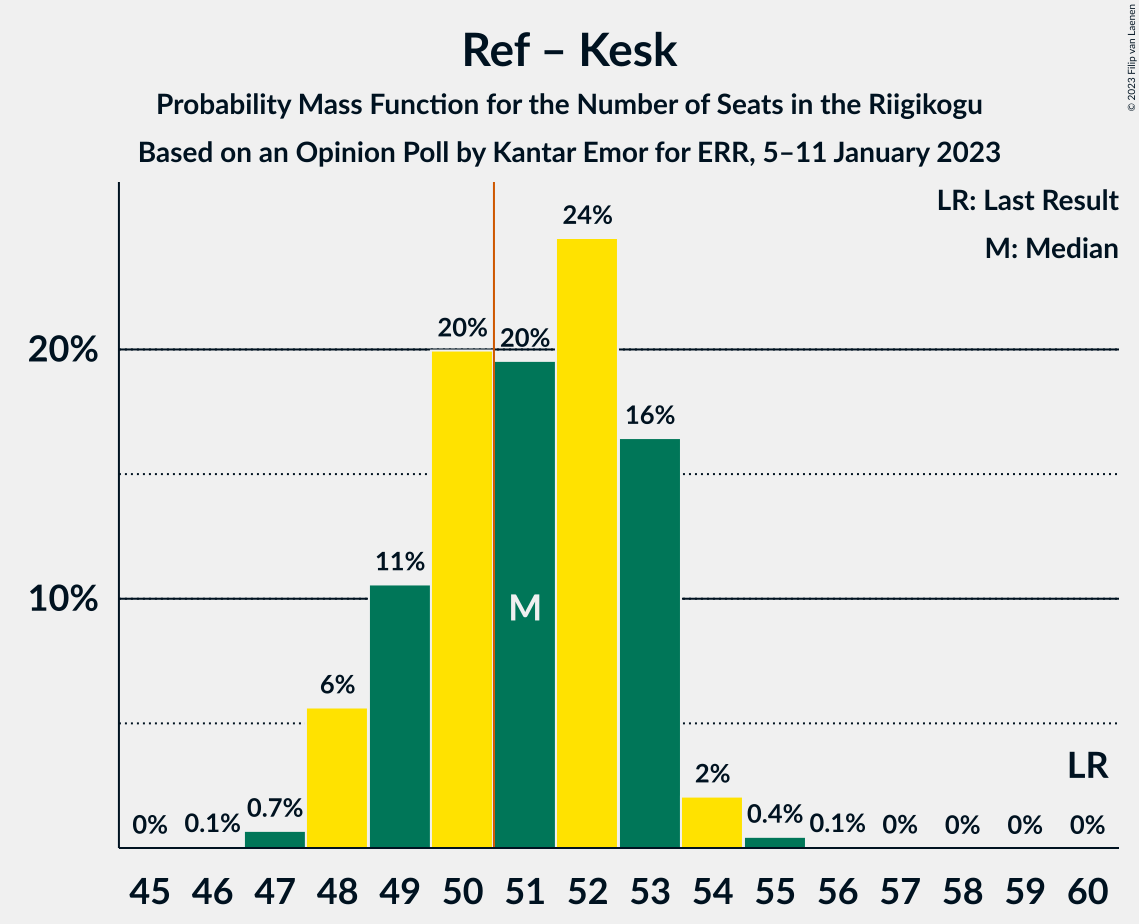 Ref – Kesk
Probability Mass Function for the Number of Seats in the Riigikogu
Based on an Opinion Poll by Kantar Emor for ERR, 5–11 January 2023
© 2023 Filip van Laenen
LR: Last Result
M: Median
20%
10%
0%
0.1%
0.7%
6%
11%
20%
20%
24%
16%
2%
0.4%
0.1%
0%
0%
0%
0%
M
LR
45 46 47 48 49 50 51 52 53 54 55 56 57 58 59 60